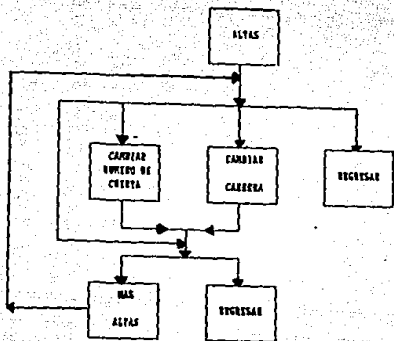 ALTAS
CAMBIAR
NUMERO DE
CUENTA
CAMBIAR
CARRERA
REGRESAR
MAS
ALTAS
REGRESAR